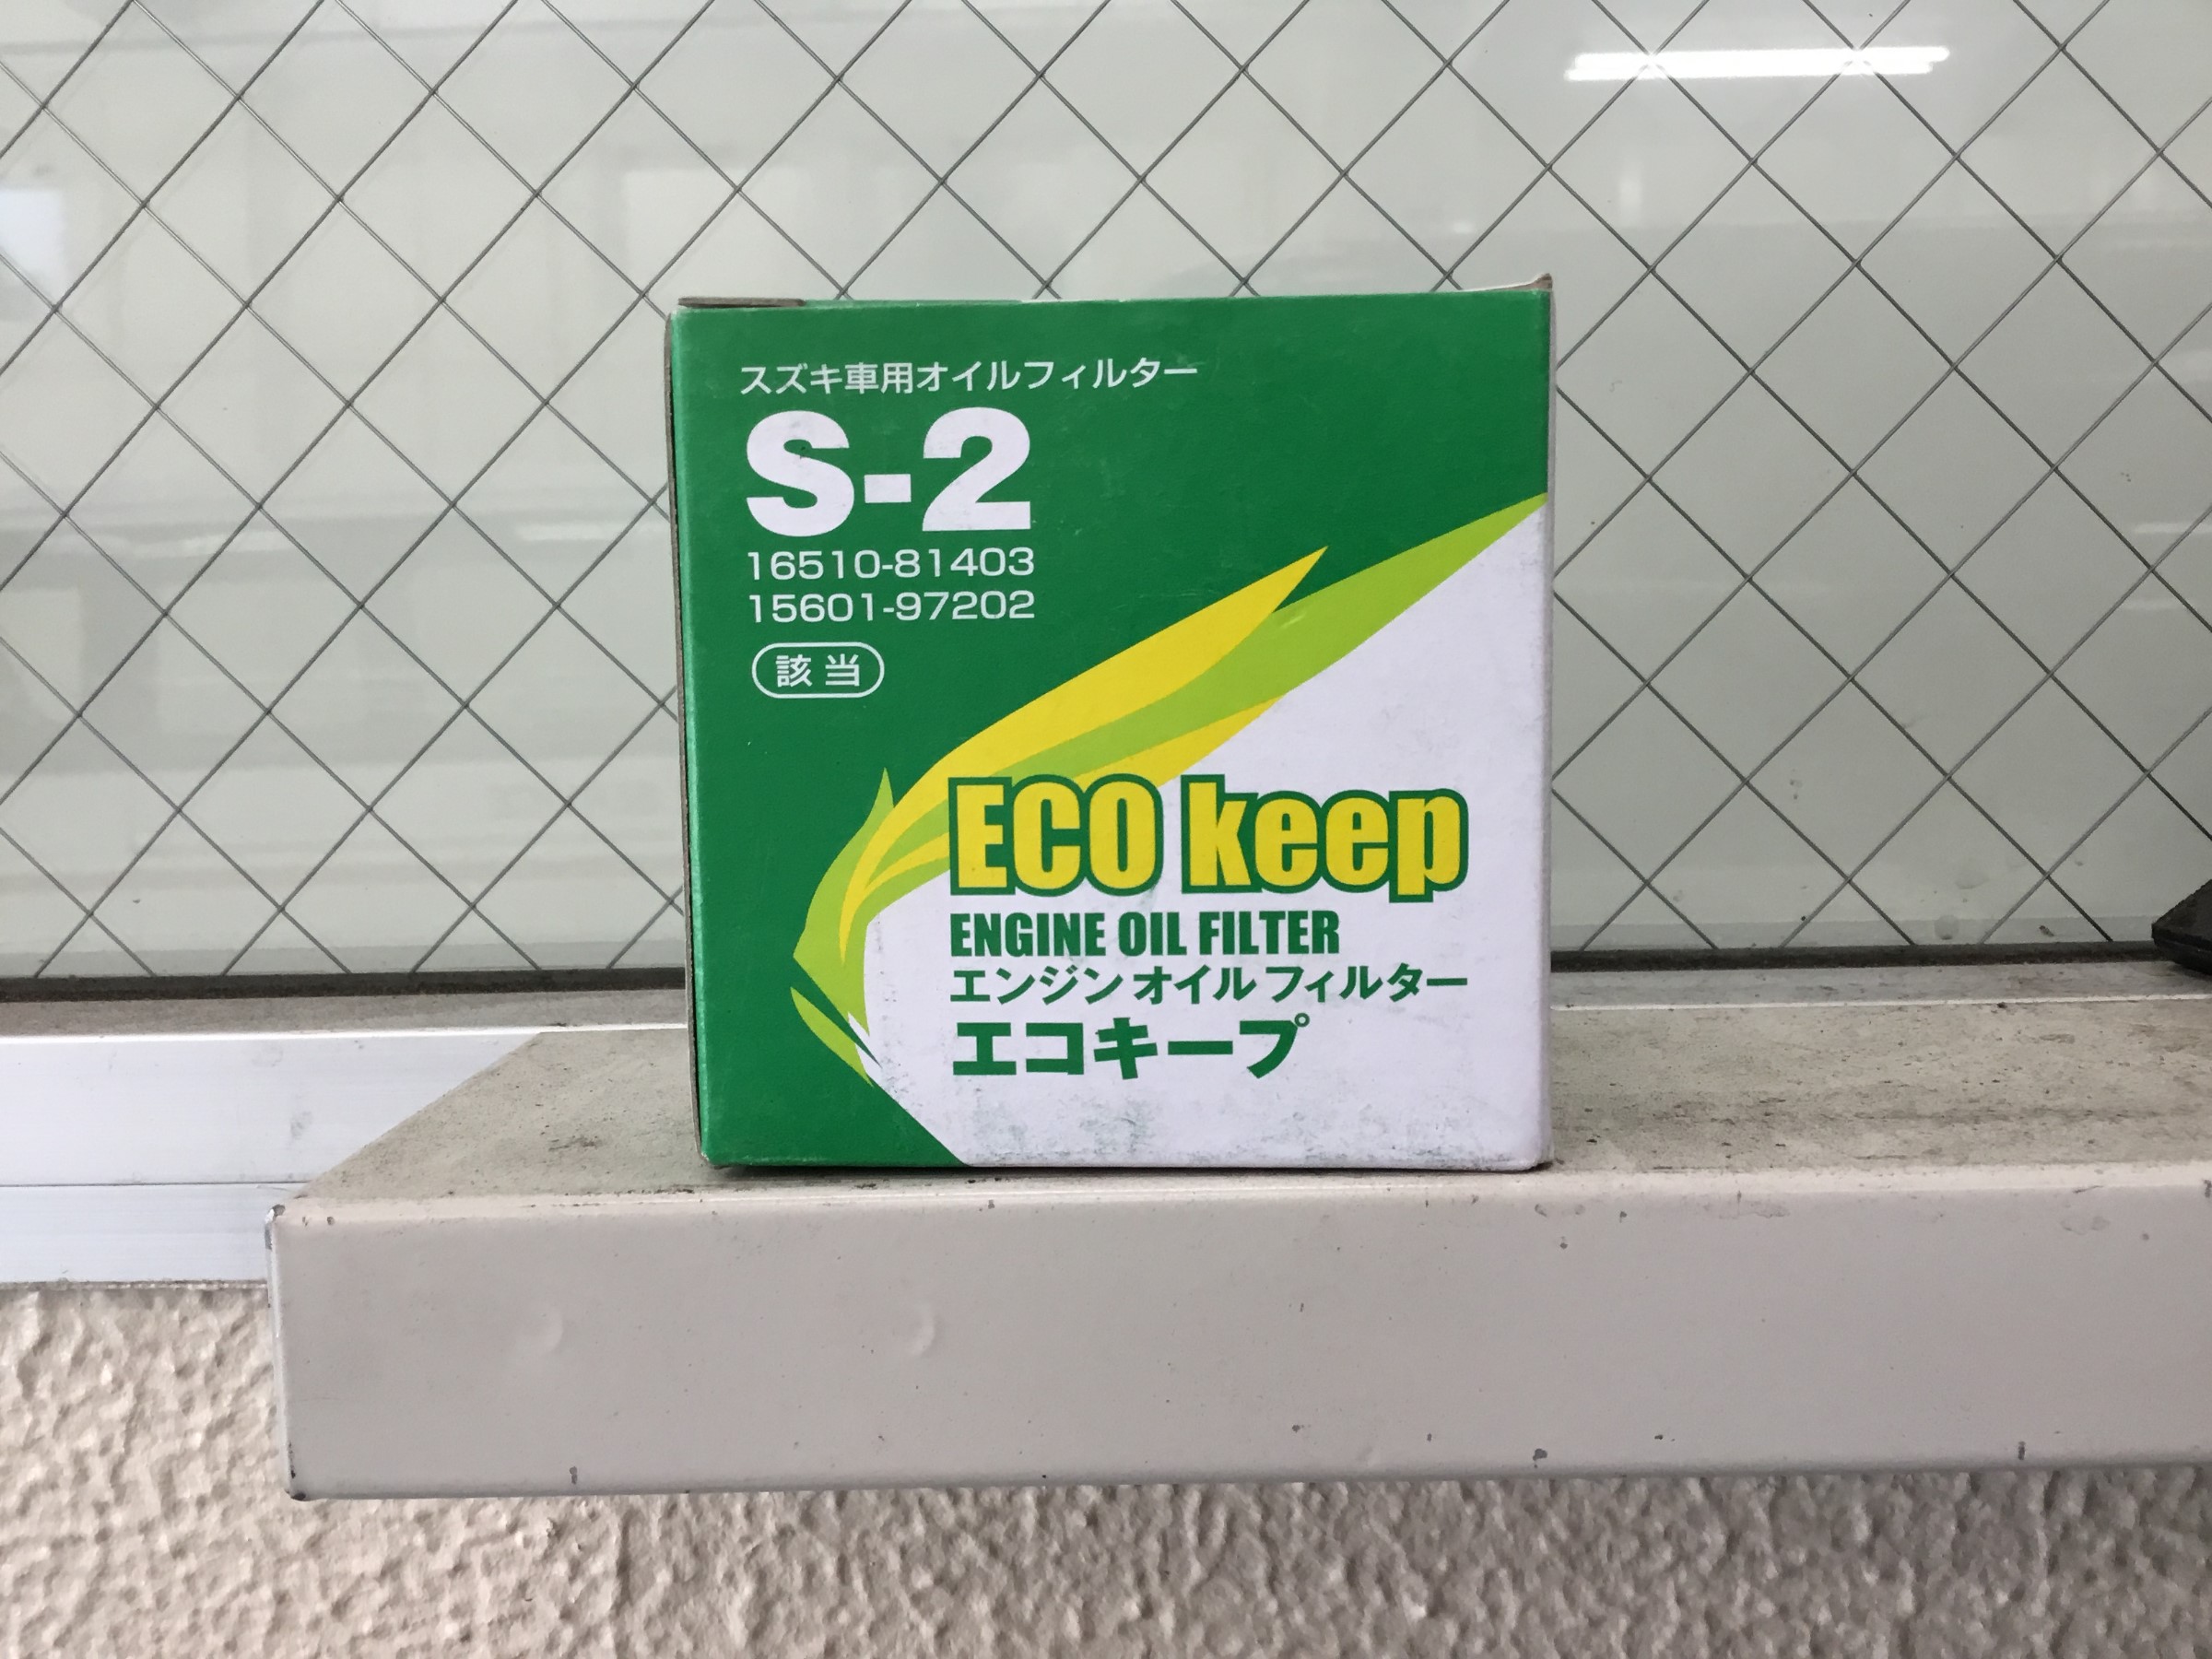 スズキ車用オイルフィルター
S-2
16510-81403
15601-97202
該当
ECO keep
ENGINE OIL FILTER
エンジン オイル フィルター
エコキープ